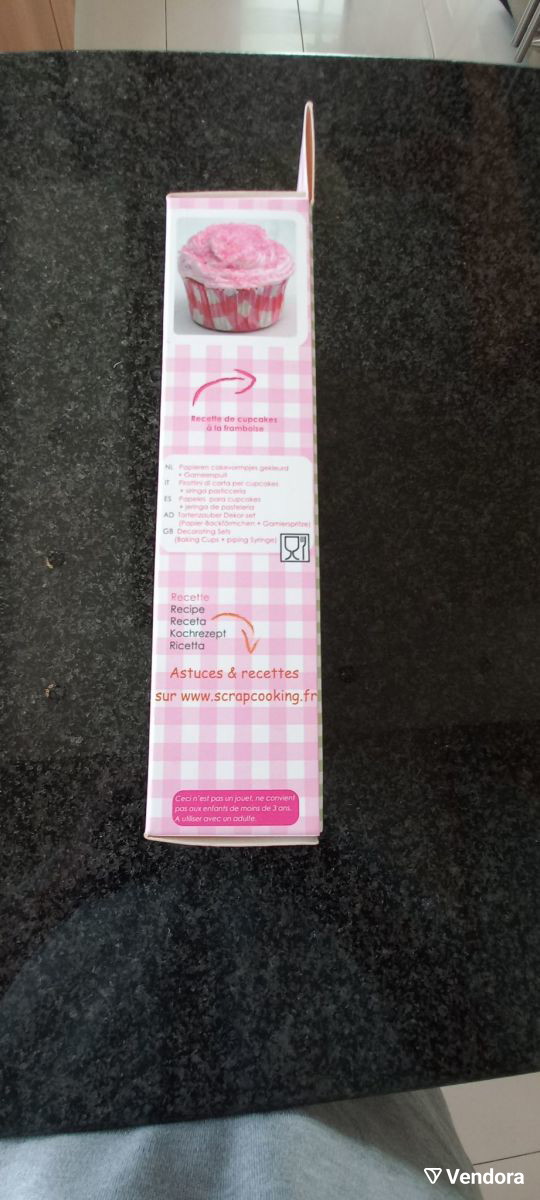 Recette de cupcakes
à la framboise
NL Papieren cakevormpjes gekleurd
+ Garneerspuit
IT Pirottini di carta per cupcakes
+ siringa pasticceria
ES Papeles para cupcakes
+ jeringa de pasteleria
AD Tortenzauber Dekor-set
(Papier-Backförmchen + Garnierspritze)
GB Decorating Sets
(Baking Cups + piping Syringe)
Recette
Recipe
Receta
Kochrezept
Ricetta
Astuces & recettes
sur www.scrapcooking.fr
Ceci n'est pas un jouet, ne convient
pas aux enfants de moins de 3 ans.
A utiliser avec un adulte.
Vendora